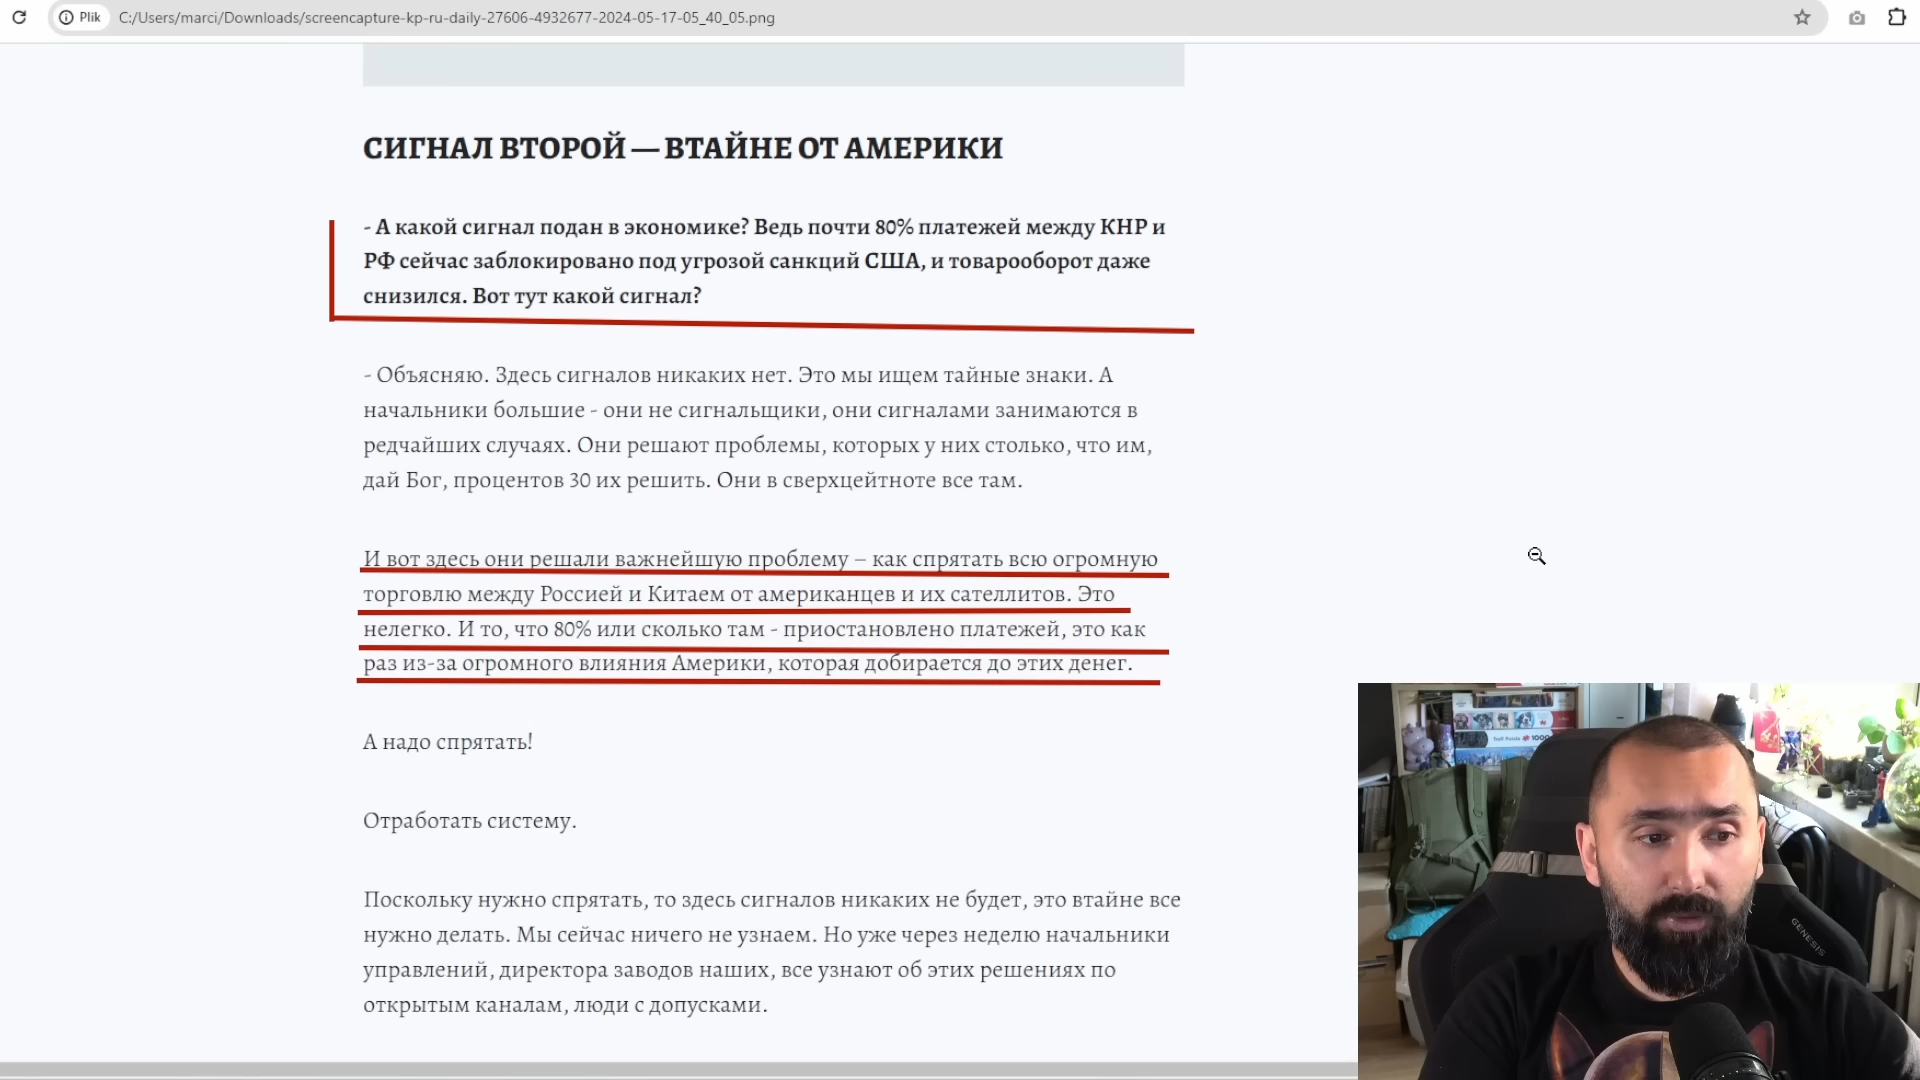 Plik
C:/Users/marci/Downloads/screencapture-kp-ru-daily-27606-4932677-2024-05-17-05_40_05.png
СИГНАЛ ВТОРОЙ — ВТАЙНЕ ОТ АМЕРИКИ
- А какой сигнал подан в экономике? Ведь почти 80% платежей между КНР и
РФ сейчас заблокировано под угрозой санкций США, и товарооборот даже
снизился. Вот тут какой сигнал?
- Объясняю. Здесь сигналов никаких нет. Это мы ищем тайные знаки. А
начальники большие - они не сигнальщики, они сигналами занимаются в
редчайших случаях. Они решают проблемы, которых у них столько, что им,
дай Бог, процентов 30 их решить. Они в сверхцейтноте все там.
И вот здесь они решали важнейшую проблему – как спрятать всю огромную
торговлю между Россией и Китаем от американцев и их сателлитов. Это
нелегко. И то, что 80% или сколько там - приостановлено платежей, это как
раз из-за огромного влияния Америки, которая добирается до этих денег.
А надо спрятать!
Отработать систему.
Поскольку нужно спрятать, то здесь сигналов никаких не будет, это втайне все
нужно делать. Мы сейчас ничего не узнаем. Но уже через неделю начальники
управлений, директора заводов наших, все узнают об этих решениях по
открытым каналам, люди с допусками.
1000
GENESIS